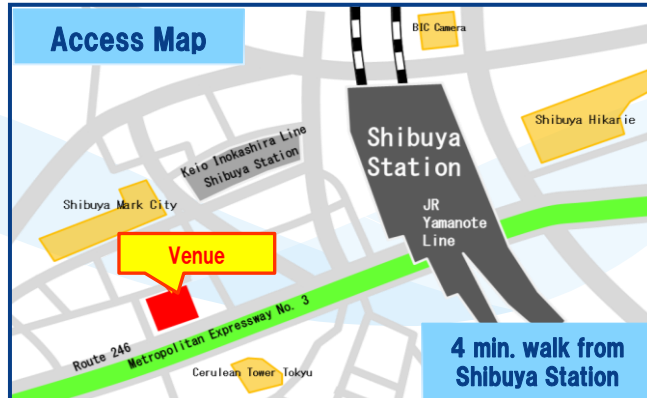 Access Map
BIC Camera
Shibuya Hikarie
Shibuya
Station
JR
Yamanote
Line
Keio Inokashira Line
Shibuya Station
Shibuya Mark City
Venue
Route 246
Metropolitan Expressway No. 3
Cerulean Tower Tokyu
4 min. walk from
Shibuya Station